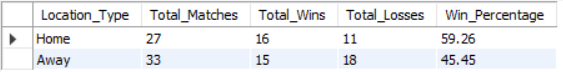 Location_Type Total_Matches Total_Wins Total_Losses Win_Percentage
Home 27 16 11 59.26
Away 33 15 18 45.45